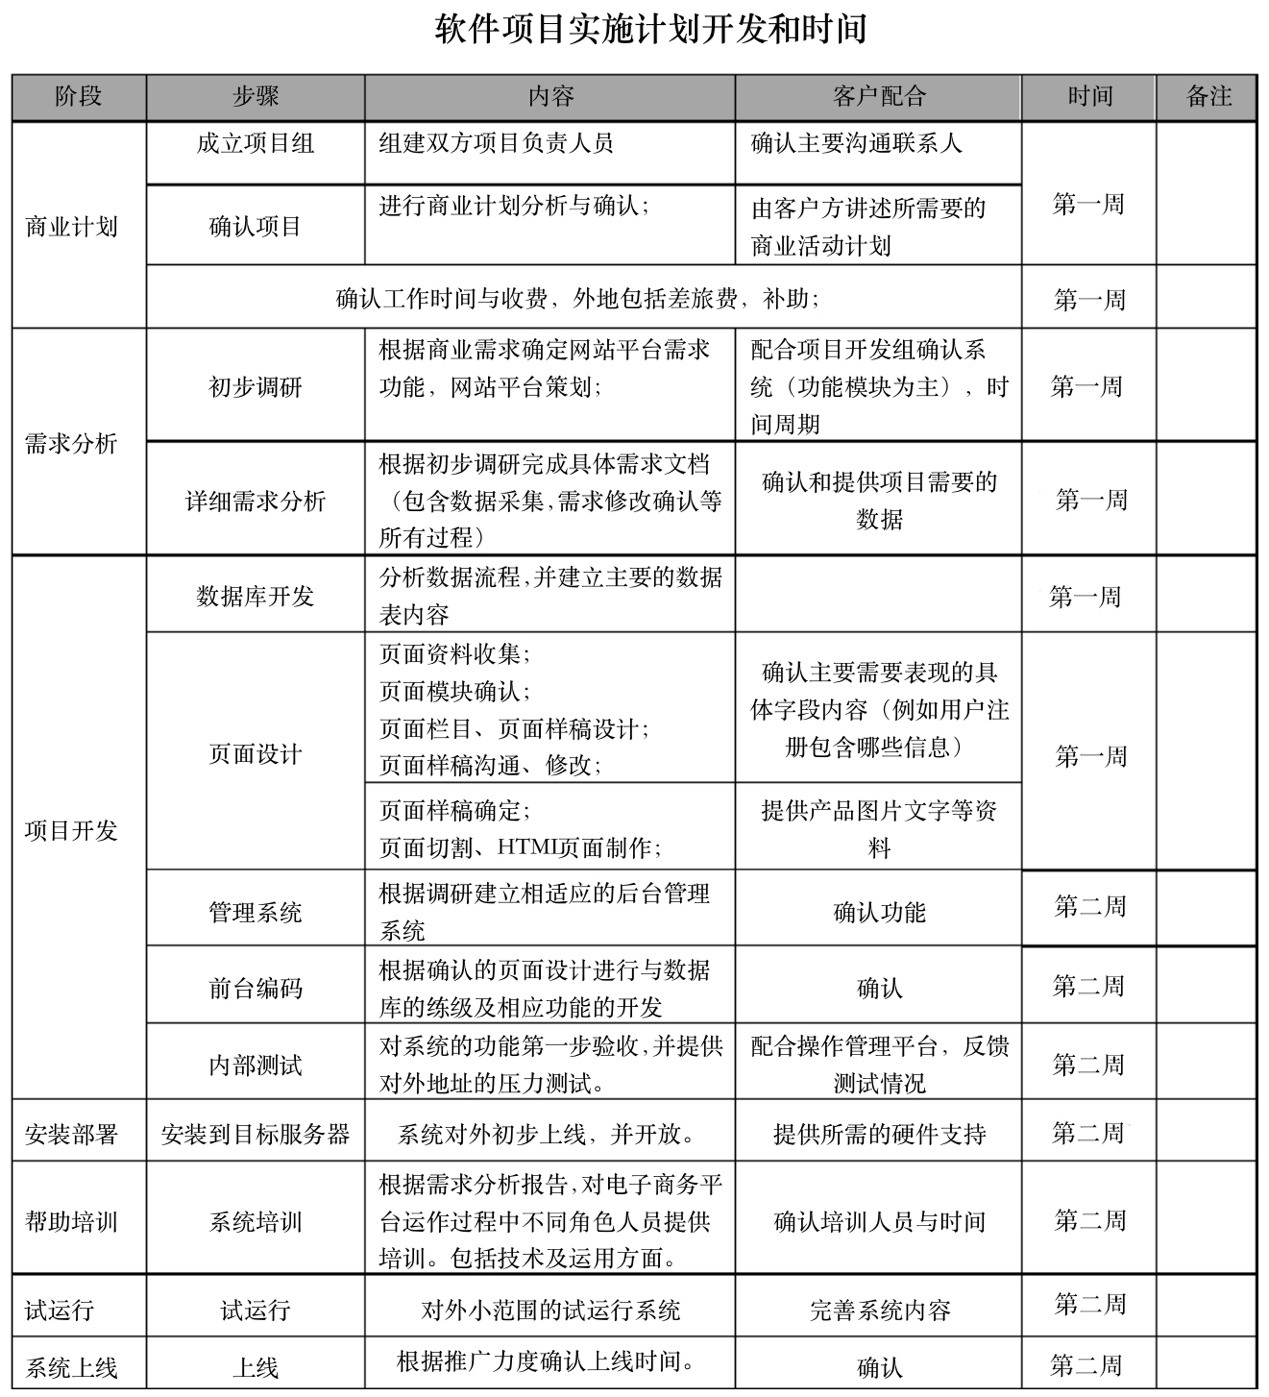 软件项目实施计划开发和时间
阶段 步骤 内容 客户配合 时间 备注
商业计划
成立项目组
组建双方项目负责人员
确认主要沟通联系人
第一周
确认项目
进行商业计划分析与确认；
由客户方讲述所需要的
商业活动计划
确认工作时间与收费，外地包括差旅费，补助；
第一周
需求分析
初步调研
根据商业需求确定网站平台需求
功能，网站平台策划；
配合项目开发组确认系
统（功能模块为主），时
间周期
第一周
详细需求分析
根据初步调研完成具体需求文档
（包含数据采集,需求修改确认等
所有过程）
确认和提供项目需要的
数据
第一周
项目开发
数据库开发
分析数据流程,并建立主要的数据
表内容
第一周
页面设计
页面资料收集；
页面模块确认；
页面栏目、页面样稿设计；
页面样稿沟通、修改；
确认主要需要表现的具
体字段内容（例如用户注
册包含哪些信息）
第一周
页面样稿确定；
页面切割、HTMl页面制作；
提供产品图片文字等资
料
管理系统
根据调研建立相适应的后台管理
系统
确认功能
第二周
前台编码
根据确认的页面设计进行与数据
库的练级及相应功能的开发
确认
第二周
内部测试
对系统的功能第一步验收,并提供
对外地址的压力测试。
配合操作管理平台，反馈
测试情况
第二周
安装部署
安装到目标服务器
系统对外初步上线，并开放。
提供所需的硬件支持
第二周
帮助培训
系统培训
根据需求分析报告,对电子商务平
台运作过程中不同角色人员提供
培训。包括技术及运用方面。
确认培训人员与时间
第二周
试运行
试运行
对外小范围的试运行系统
完善系统内容
第二周
系统上线
上线
根据推广力度确认上线时间。
确认
第二周